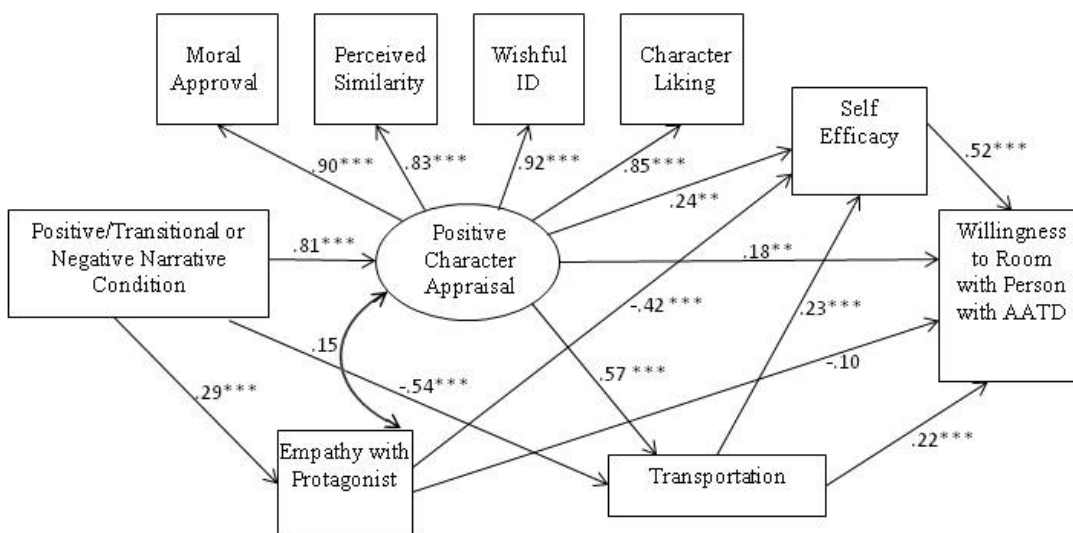 Moral
Approval
Perceived
Similarity
Wishful
ID
Character
Liking
Self
Efficacy
.90***
.83***
.92***
.85***
.24**
.52***
Positive/Transitional or
Negative Narrative
Condition
.81***
Positive
Character
Appraisal
.18**
Willingness
to Room
with Person
with AATD
-.42***
.23***
.15
-.54***
.57***
-.10
.29***
.22***
Empathy with
Protagonist
Transportation